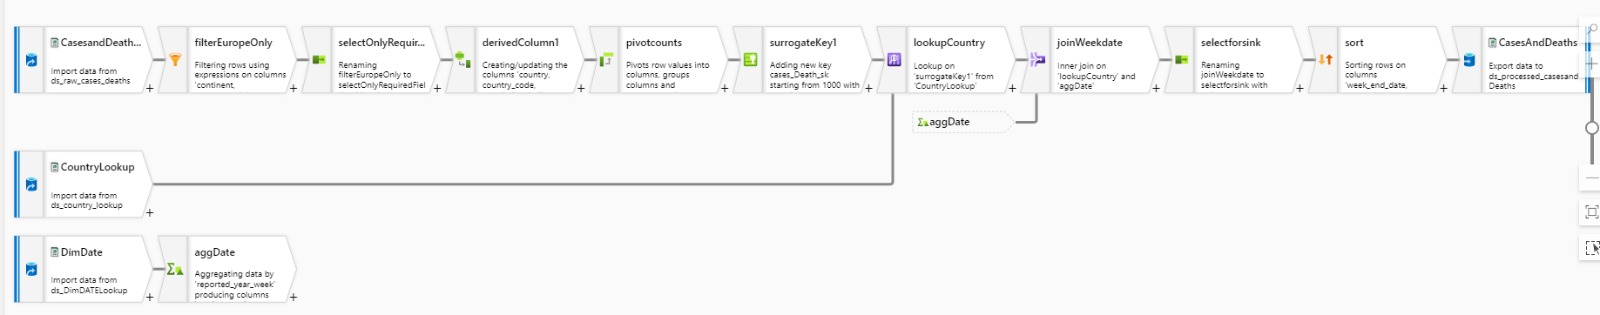 CasesandDeath...
Import data from
ds_raw_cases_deaths
filterEuropeOnly
Filtering rows using
expressions on columns
'continent,
selectOnlyRequir...
Renaming
filterEuropeOnly to
selectOnlyRequiredFiel
derivedColumn1
Creating/updating the
columns 'country,
country_code,
pivotcounts
Pivots row values into
columns, groups
columns and
surrogateKey1
Adding new key
cases_Death_sk
starting from 1000 with
lookupCountry
Lookup on
'surrogateKey1' from
'CountryLookup'
joinWeekdate
Inner join on
'lookupCountry' and
'aggDate'
selectforsink
Renaming
joinWeekdate to
selectforsink with
sort
Sorting rows on
columns
'week_end_date,
CasesAndDeaths
Export data to
ds_processed_casesand
Deaths
aggDate
CountryLookup
Import data from
ds_country_lookup
DimDate
Import data from
ds_DimDATELookup
aggDate
Aggregating data by
'reported_year_week'
producing columns